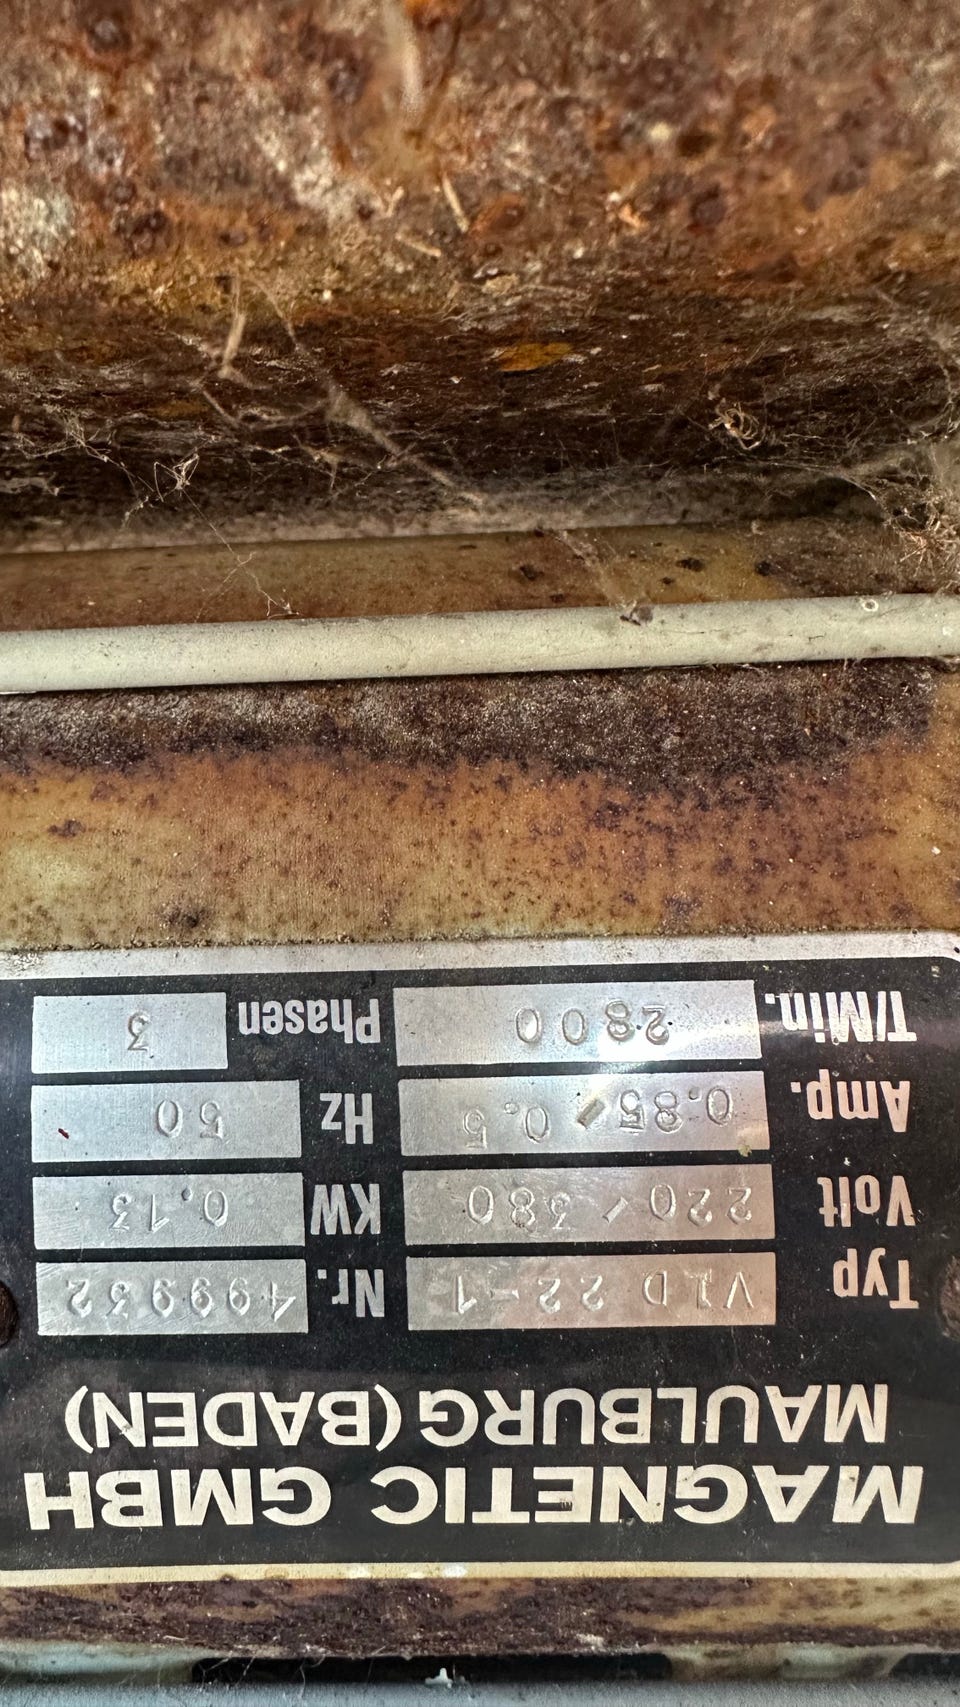 MAGNETIC GMBH
MAULBURG (BADEN)
Typ V1D 22-1 Nr. 499932
Volt 220/380 KW 0.13
Amp. 0.85/0.5 Hz 50
T/Min. 2800 Phasen 3